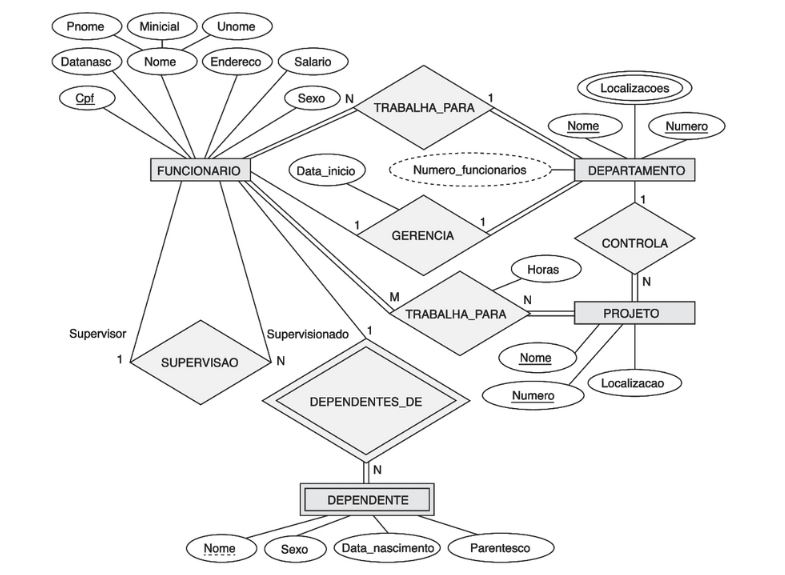 Pnome Minicial Unome
Datanasc Nome Endereco Salario
Localizacoes
Cpf Sexo N TRABALHA_PARA 1
Nome Numero
FUNCIONARIO Data_inicio Numero_funcionarios DEPARTAMENTO
1 GERENCIA 1 1
CONTROLA
Horas
M TRABALHA_PARA N N
PROJETO
Supervisor Supervisionado 1
1 SUPERVISAO N Nome
Numero Localizacao
DEPENDENTES_DE
N
DEPENDENTE
Nome Sexo Data_nascimento Parentesco